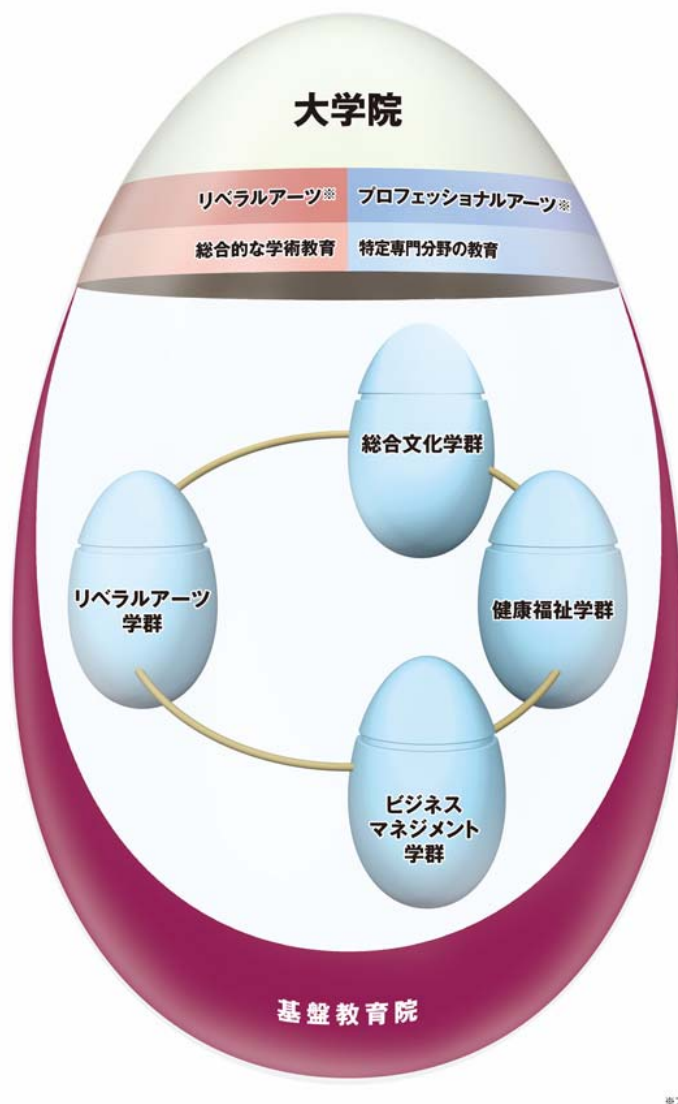 大学院
リベラルアーツ※ プロフェッショナルアーツ※
総合的な学術教育 特定専門分野の教育
総合文化学群
リベラルアーツ
学群
健康福祉学群
ビジネス
マネジメント
学群
基盤教育院